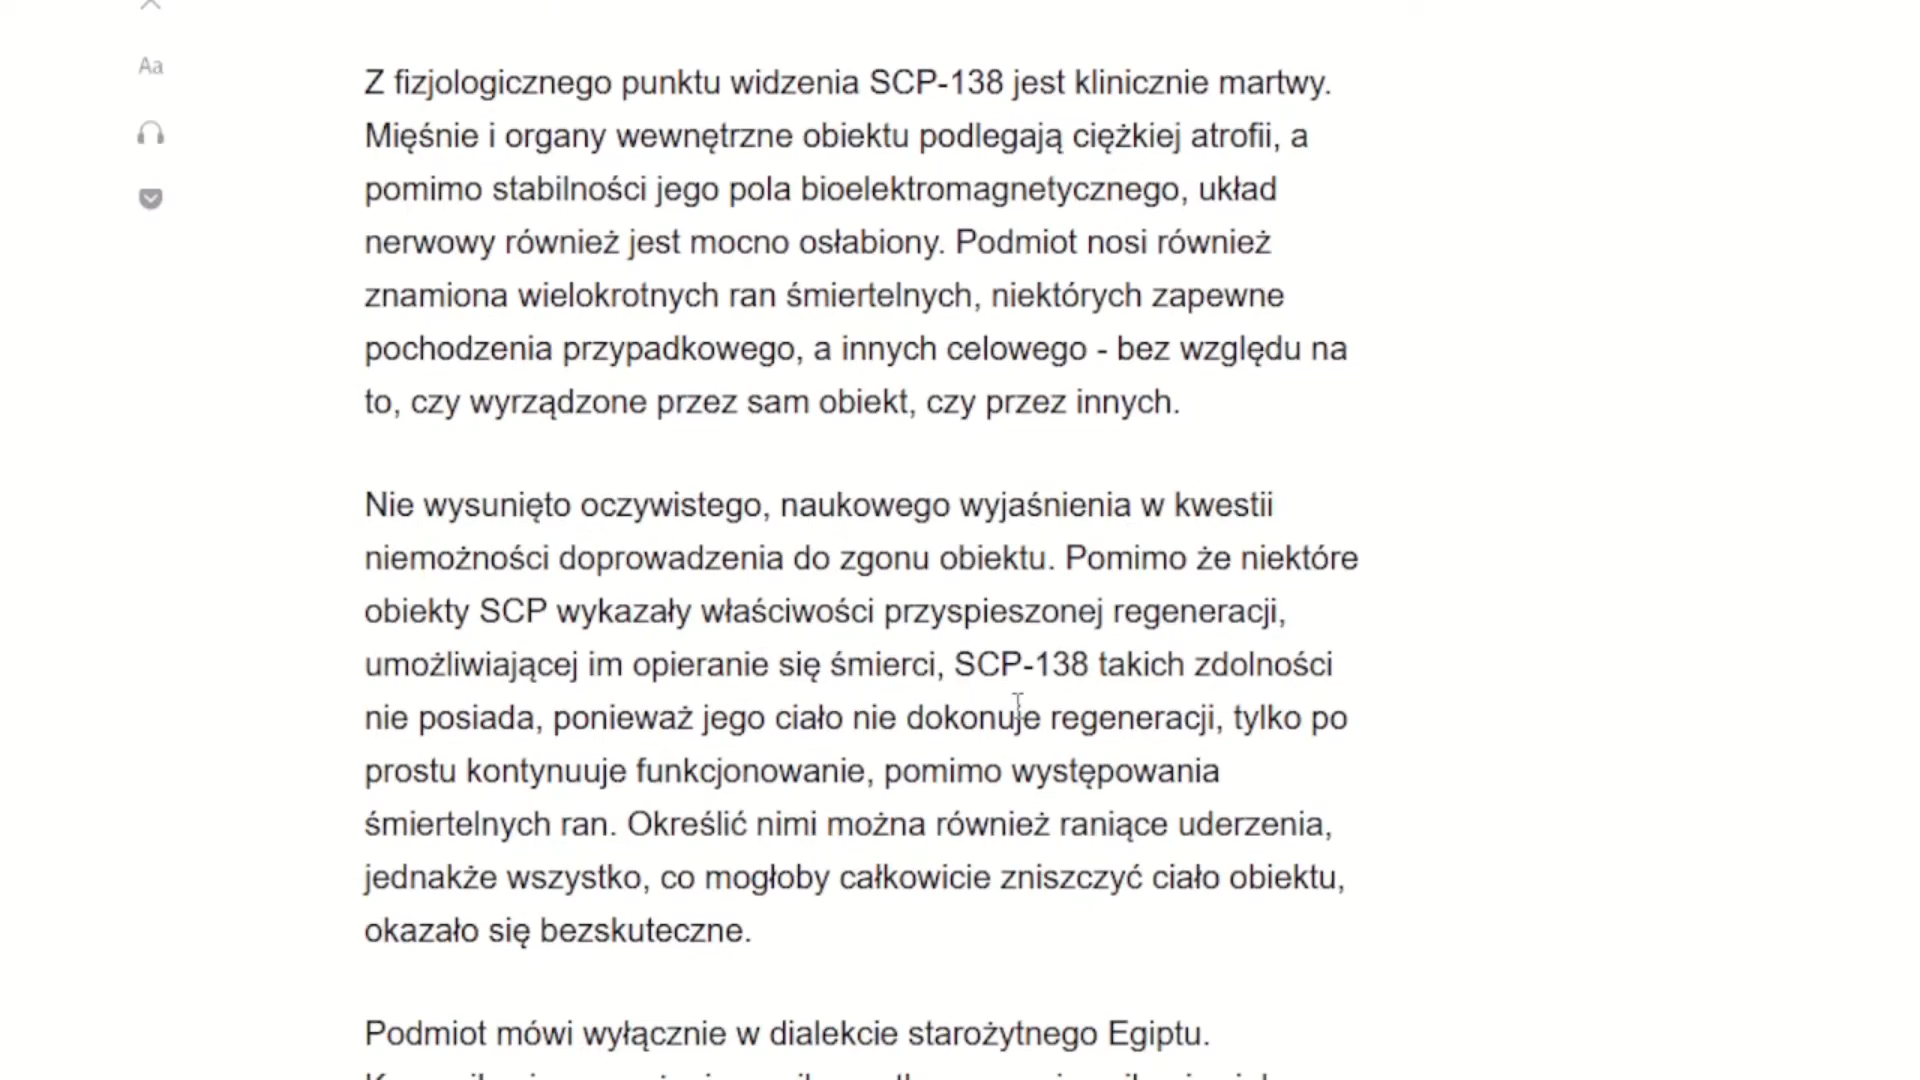 Aa
Z fizjologicznego punktu widzenia SCP-138 jest klinicznie martwy.
Mięśnie i organy wewnętrzne obiektu podlegają ciężkiej atrofii, a
pomimo stabilności jego pola bioelektromagnetycznego, układ
nerwowy również jest mocno osłabiony. Podmiot nosi również
znamiona wielokrotnych ran śmiertelnych, niektórych zapewne
pochodzenia przypadkowego, a innych celowego - bez względu na
to, czy wyrządzone przez sam obiekt, czy przez innych.
Nie wysunięto oczywistego, naukowego wyjaśnienia w kwestii
niemożności doprowadzenia do zgonu obiektu. Pomimo że niektóre
obiekty SCP wykazały właściwości przyspieszonej regeneracji,
umożliwiającej im opieranie się śmierci, SCP-138 takich zdolności
nie posiada, ponieważ jego ciało nie dokonuje regeneracji, tylko po
prostu kontynuuje funkcjonowanie, pomimo występowania
śmiertelnych ran. Określić nimi można również raniące uderzenia,
jednakże wszystko, co mogłoby całkowicie zniszczyć ciało obiektu,
okazało się bezskuteczne.
Podmiot mówi wyłącznie w dialekcie starożytnego Egiptu.